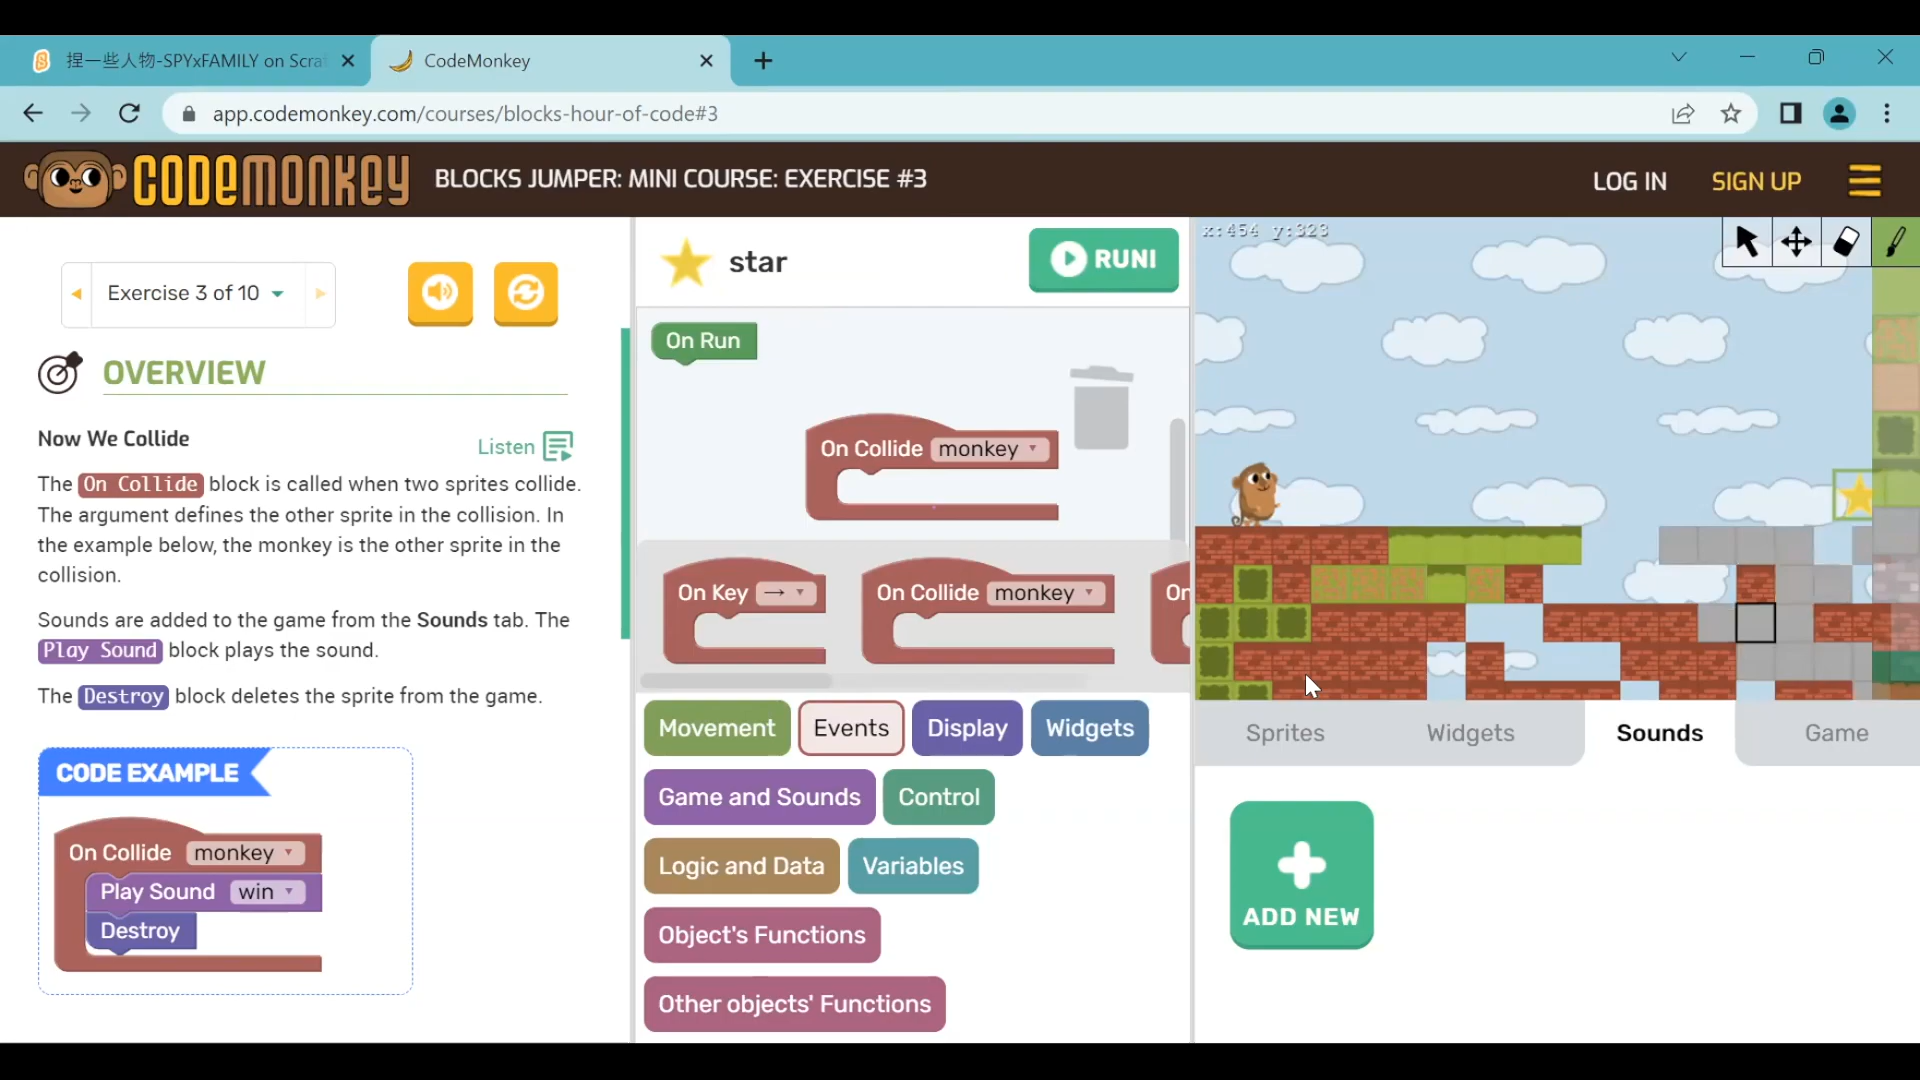 捏一些人物-SPYxFAMILY on Scrat
CodeMonkey
app.codemonkey.com/courses/blocks-hour-of-code#3
CODEMONKEY
BLOCKS JUMPER: MINI COURSE: EXERCISE #3
LOG IN
SIGN UP
Exercise 3 of 10
OVERVIEW
Now We Collide
Listen
The On Collide block is called when two sprites collide.
The argument defines the other sprite in the collision. In
the example below, the monkey is the other sprite in the
collision.
Sounds are added to the game from the Sounds tab. The
Play Sound block plays the sound.
The Destroy block deletes the sprite from the game.
CODE EXAMPLE
On Collide monkey
Play Sound win
Destroy
star
RUN!
On Run
On Collide monkey
On Key →
On Collide monkey
On
Movement
Events
Display
Widgets
Game and Sounds
Control
Logic and Data
Variables
Object's Functions
Other objects' Functions
x:454 y:323
Sprites
Widgets
Sounds
Game
ADD NEW